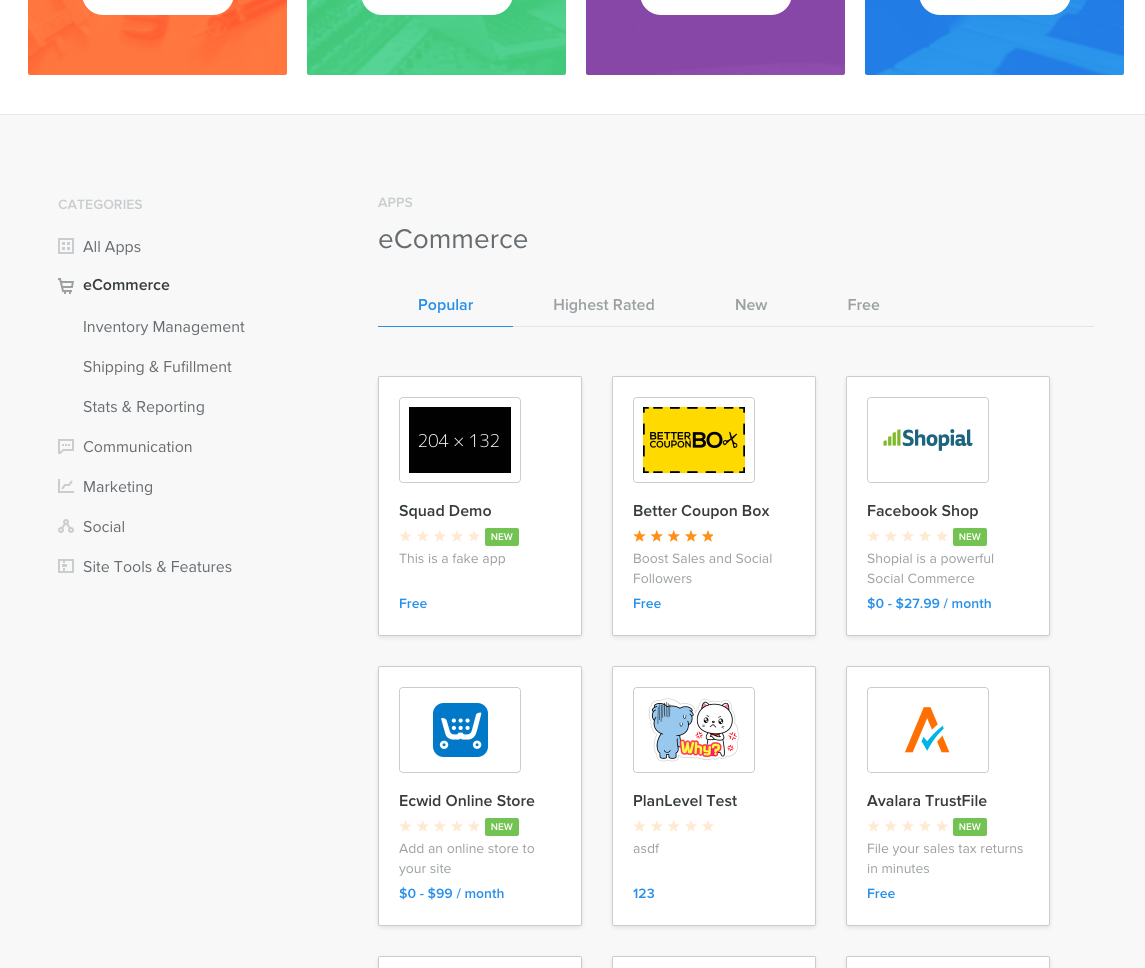 CATEGORIES
All Apps
eCommerce
Inventory Management
Shipping & Fufillment
Stats & Reporting
Communication
Marketing
Social
Site Tools & Features
APPS
eCommerce
Popular
Highest Rated
New
Free
204 × 132
Squad Demo
NEW
This is a fake app
Free
BETTER
COUPON BOX
Better Coupon Box
Boost Sales and Social
Followers
Free
Shopial
Facebook Shop
NEW
Shopial is a powerful
Social Commerce
$0 - $27.99 / month
Ecwid Online Store
NEW
Add an online store to
your site
$0 - $99 / month
Why?
PlanLevel Test
asdf
123
Avalara TrustFile
NEW
File your sales tax returns
in minutes
Free